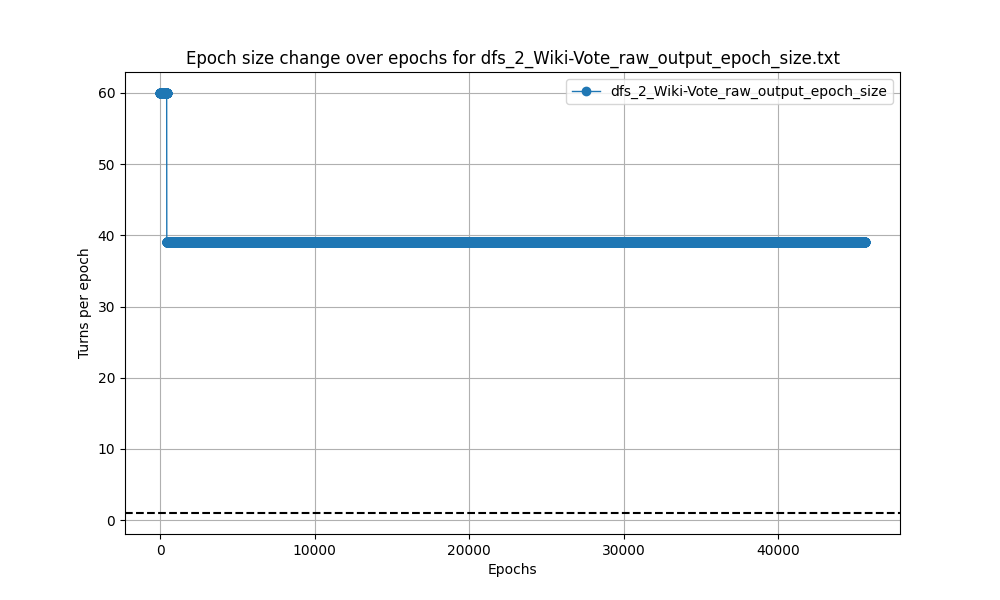 Epoch size change over epochs for dfs_2_Wiki-Vote_raw_output_epoch_size.txt
dfs_2_Wiki-Vote_raw_output_epoch_size
60
50
40
30
20
10
0
Turns per epoch
0 10000 20000 30000 40000
Epochs